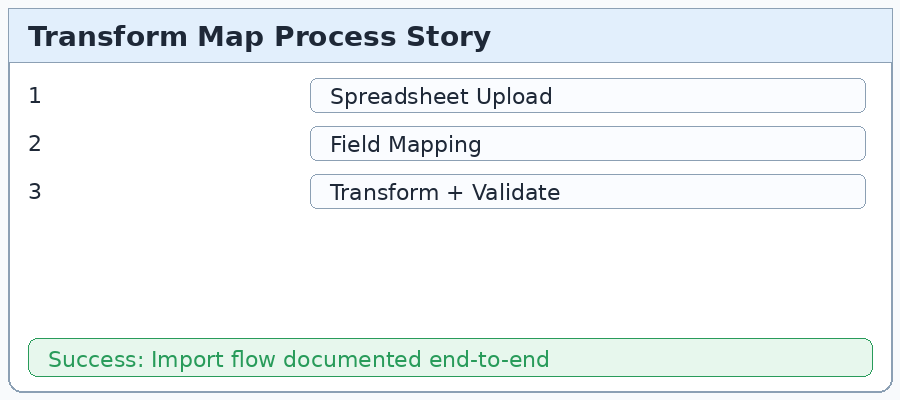 Transform Map Process Story
1 Spreadsheet Upload
2 Field Mapping
3 Transform + Validate
Success: Import flow documented end-to-end